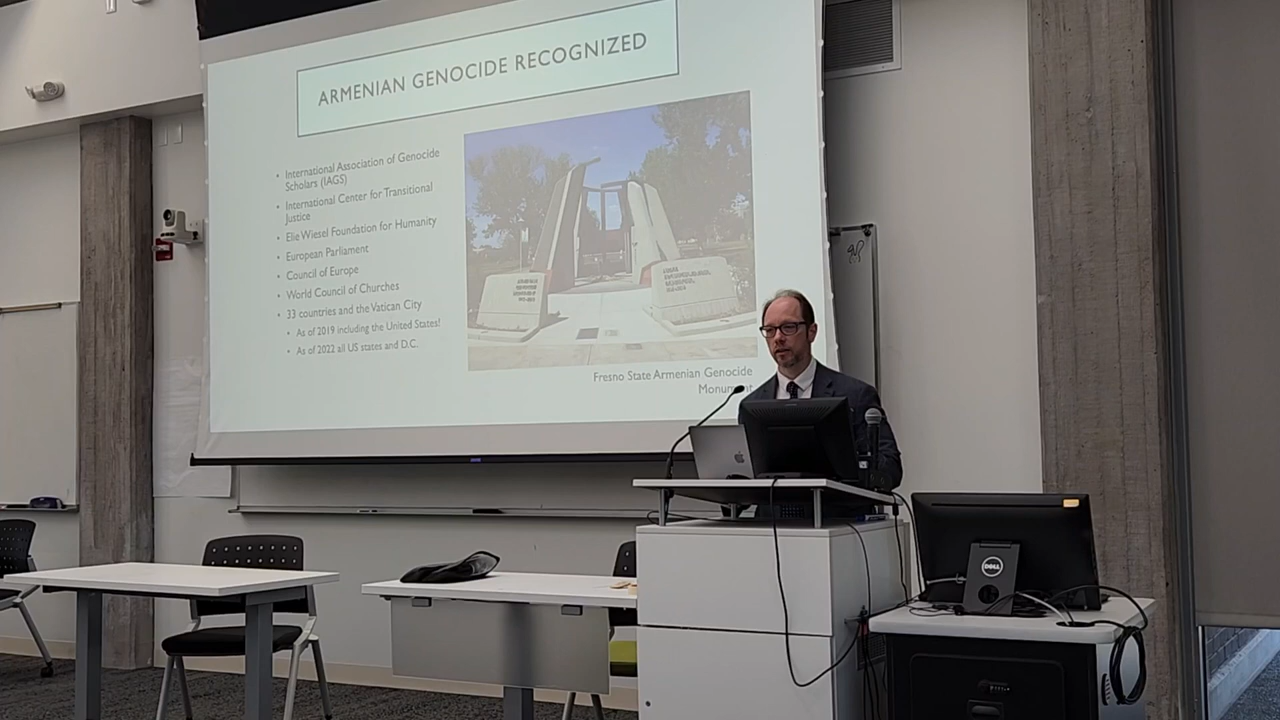 ARMENIAN GENOCIDE RECOGNIZED
• International Association of Genocide
Scholars (IAGS)
• International Center for Transitional
Justice
• Elie Wiesel Foundation for Humanity
• European Parliament
• Council of Europe
• World Council of Churches
• 33 countries and the Vatican City
• As of 2019 including the United States!
• As of 2022 all US states and D.C.
Fresno State Armenian Genocide
Monument
DELL